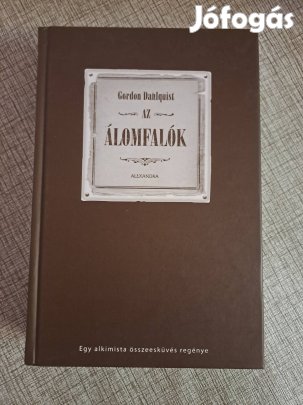 Jófogás
Gordon Dahlquist
AZ
ÁLOMFALÓK
ALEXANDRA
Egy alkimista összeesküvés regénye